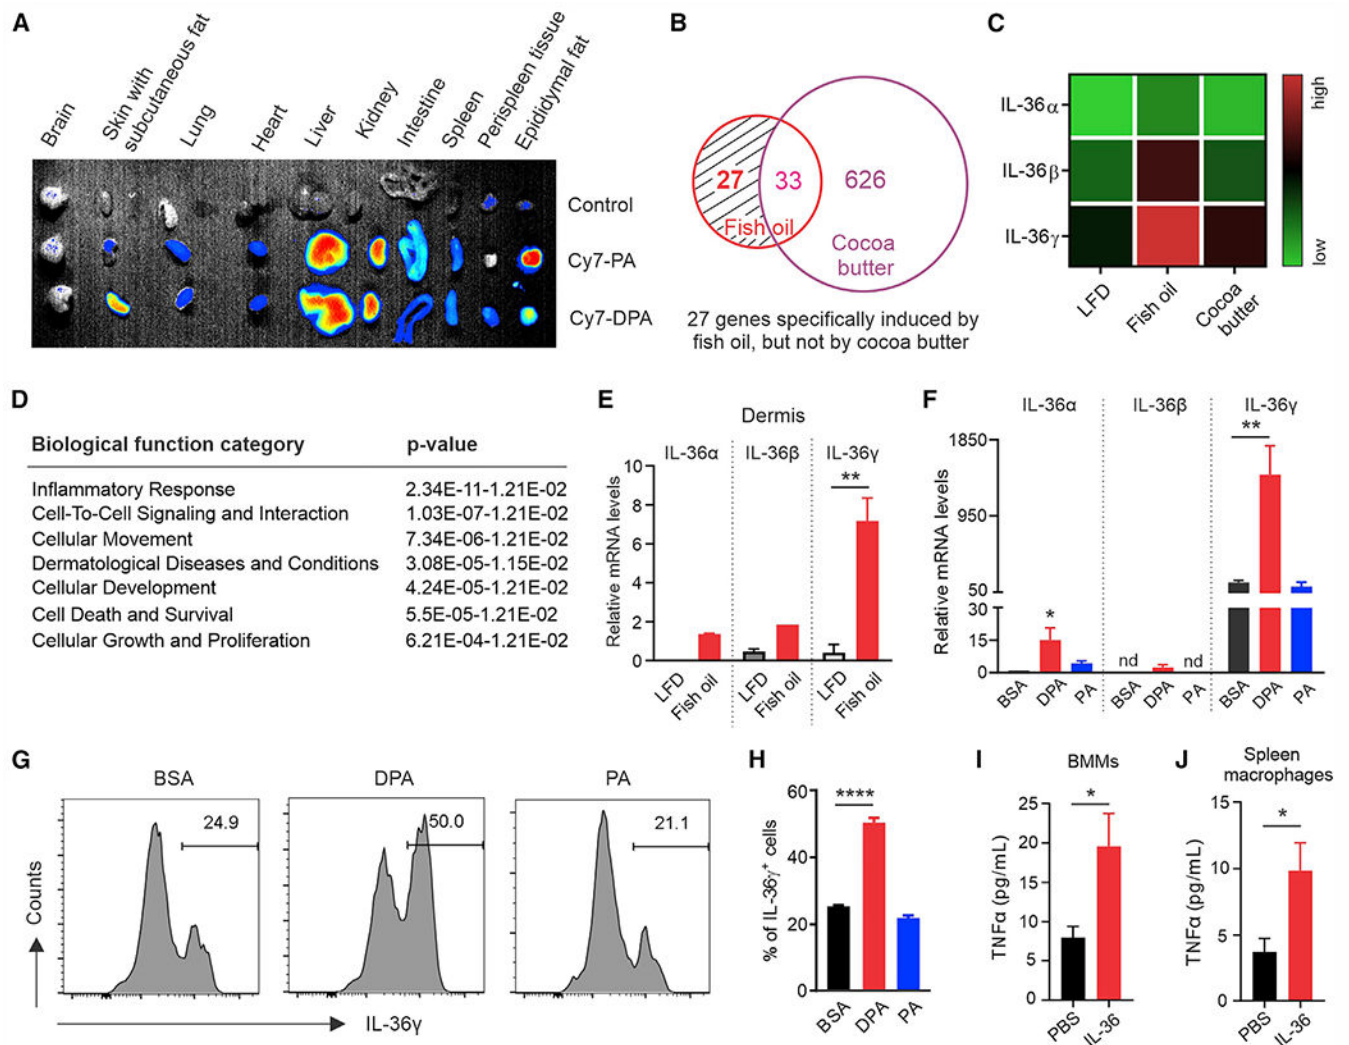 A
Brain
Skin with
subcutaneous fat
Lung
Heart
Liver
Kidney
Intestine
Spleen
Perispleen tissue
Epididymal fat
Control
Cy7-PA
Cy7-DPA
B
27
33
626
Fish oil
Cocoa
butter
27 genes specifically induced by
fish oil, but not by cocoa butter
C
IL-36α
IL-36β
IL-36γ
LFD
Fish oil
Cocoa
butter
high
low
D
Biological function category p-value
Inflammatory Response 2.34E-11-1.21E-02
Cell-To-Cell Signaling and Interaction 1.03E-07-1.21E-02
Cellular Movement 7.34E-06-1.21E-02
Dermatological Diseases and Conditions 3.08E-05-1.15E-02
Cellular Development 4.24E-05-1.21E-02
Cell Death and Survival 5.5E-05-1.21E-02
Cellular Growth and Proliferation 6.21E-04-1.21E-02
E
Dermis
IL-36α IL-36β IL-36γ
**
Relative mRNA levels
10
8
6
4
2
0
LFD
Fish oil
LFD
Fish oil
LFD
Fish oil
F
IL-36α IL-36β IL-36γ
**
Relative mRNA levels
1850
950
50
30
15
0
*
nd nd
BSA
DPA
PA
BSA
DPA
PA
BSA
DPA
PA
G
BSA DPA PA
24.9 50.0 21.1
Counts
IL-36γ
H
****
% of IL-36γ+ cells
60
40
20
0
BSA
DPA
PA
I
BMMs
*
TNFα (pg/mL)
25
20
15
10
5
0
PBS
IL-36
J
Spleen
macrophages
*
TNFα (pg/mL)
15
10
5
0
PBS
IL-36